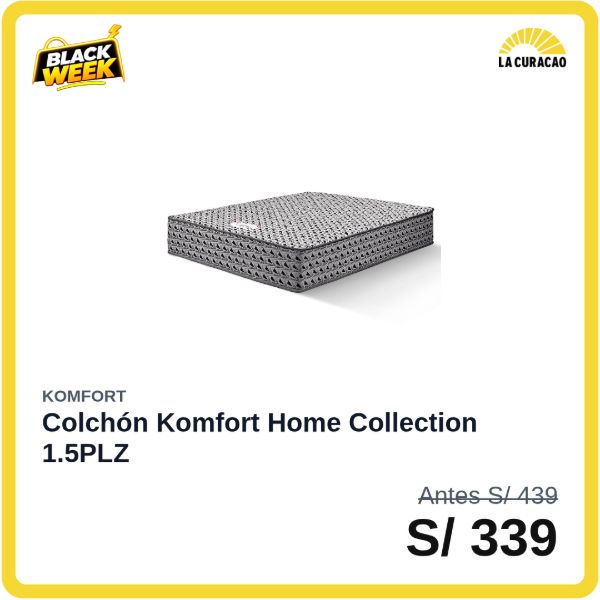 BLACK
WEEK
LA CURACAO
KOMFORT
Colchón Komfort Home Collection
1.5PLZ
Antes S/ 439
S/ 339